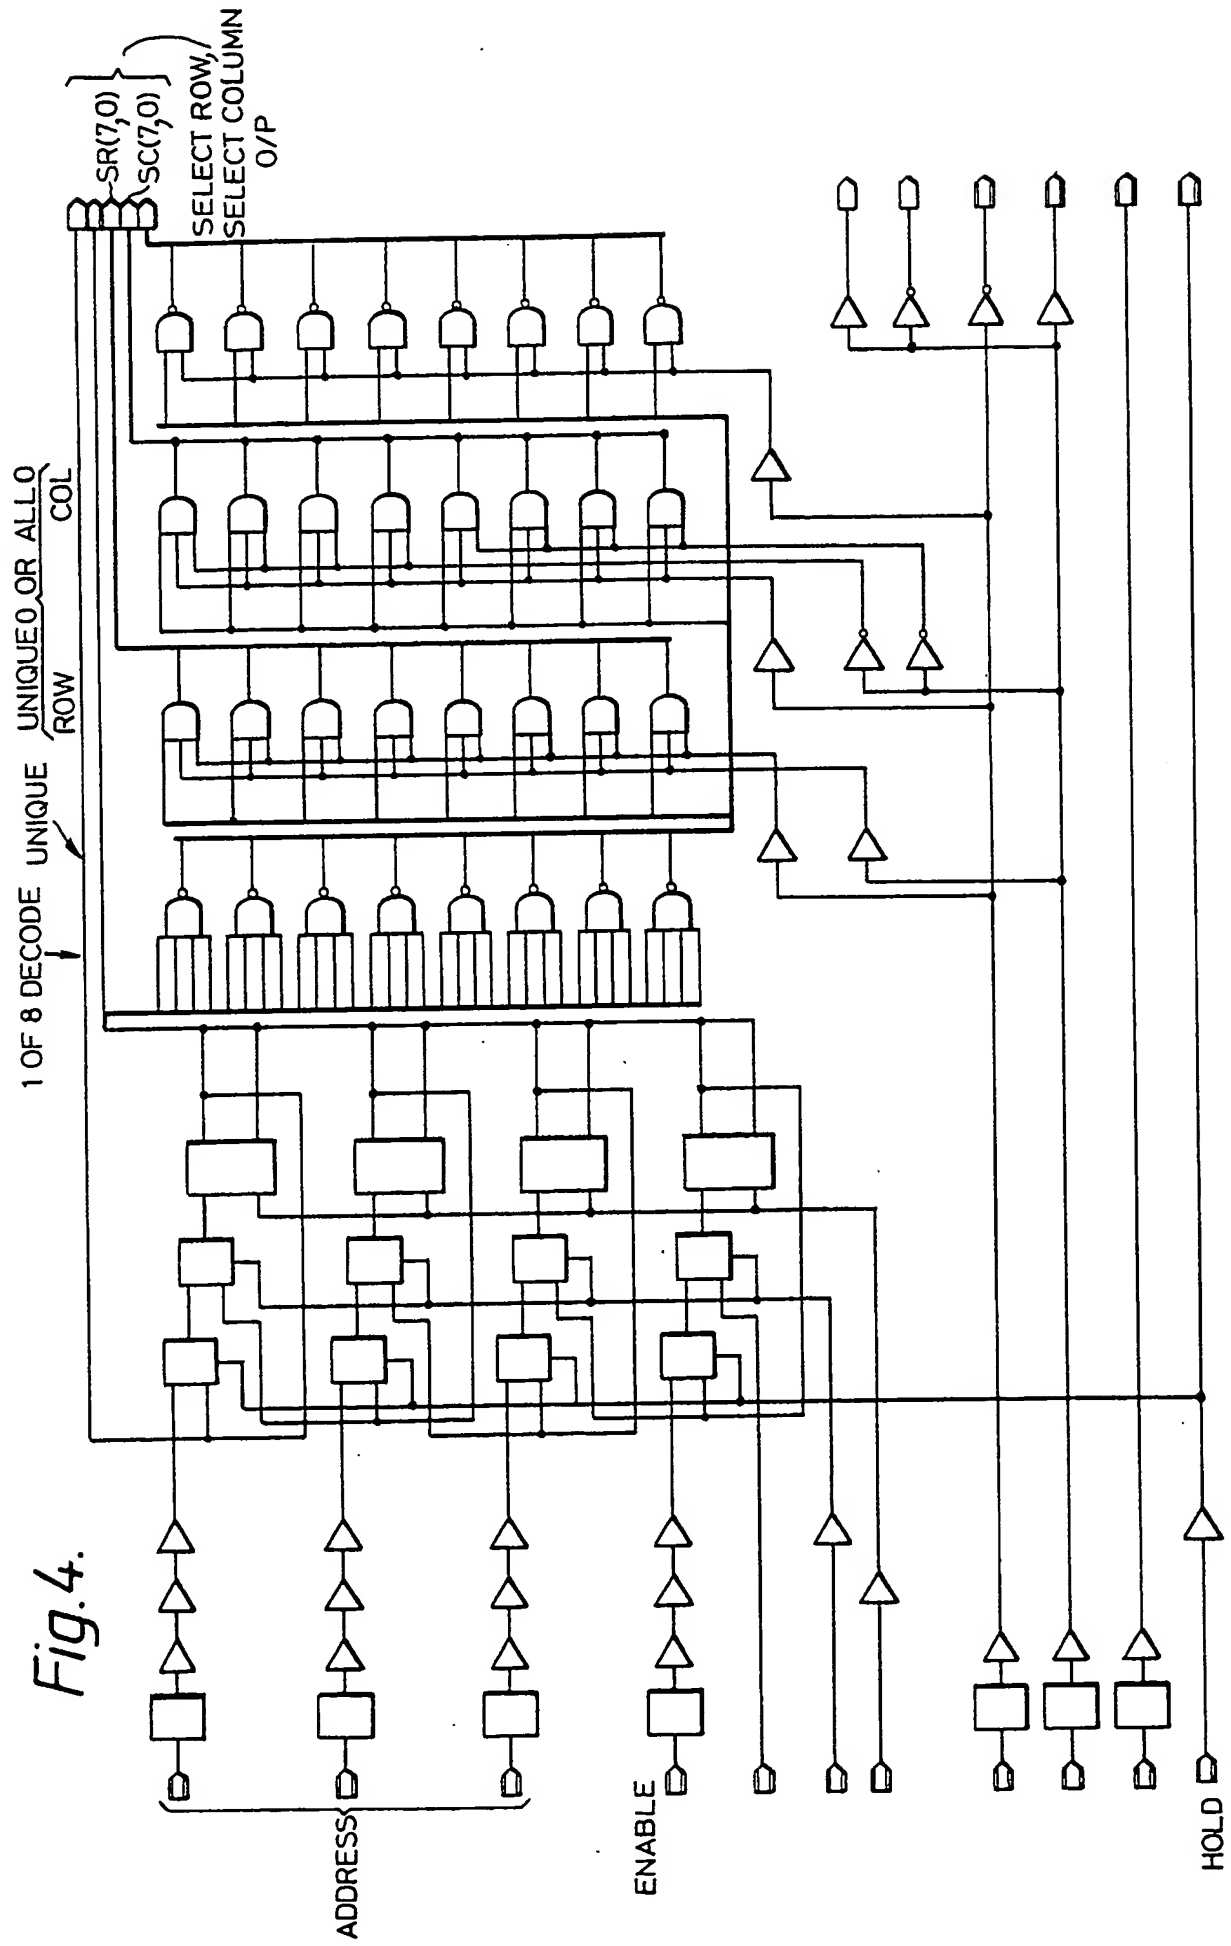 Fig. 4.
1 OF 8 DECODE
UNIQUE
UNIQUE0 OR ALL0
ROW
COL
SR(7,0)
SC(7,0)
SELECT ROW,
SELECT COLUMN
O/P
ADDRESS
ENABLE
HOLD